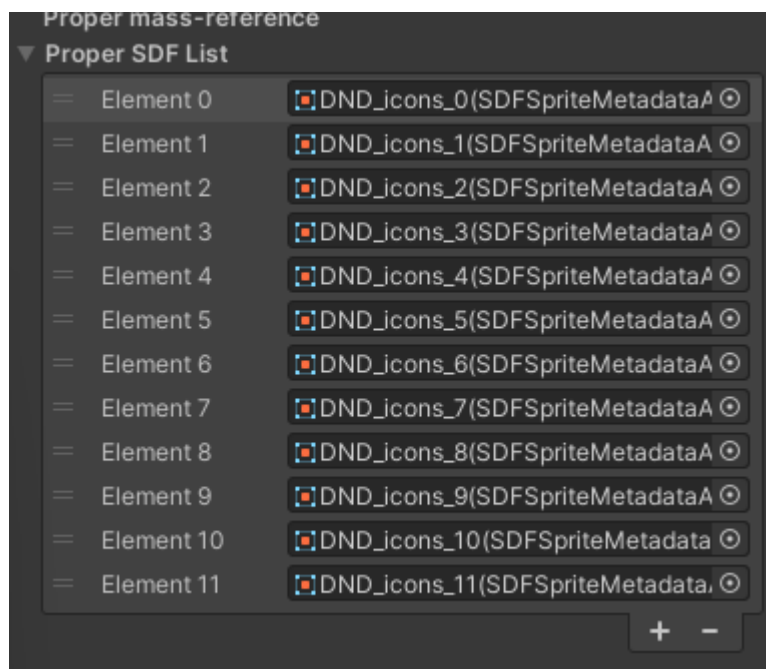 Proper mass-reference
Proper SDF List
Element 0 DND_icons_0(SDFSpriteMetadataA
Element 1 DND_icons_1(SDFSpriteMetadataA
Element 2 DND_icons_2(SDFSpriteMetadataA
Element 3 DND_icons_3(SDFSpriteMetadataA
Element 4 DND_icons_4(SDFSpriteMetadataA
Element 5 DND_icons_5(SDFSpriteMetadataA
Element 6 DND_icons_6(SDFSpriteMetadataA
Element 7 DND_icons_7(SDFSpriteMetadataA
Element 8 DND_icons_8(SDFSpriteMetadataA
Element 9 DND_icons_9(SDFSpriteMetadataA
Element 10 DND_icons_10(SDFSpriteMetadata
Element 11 DND_icons_11(SDFSpriteMetadata
+ −